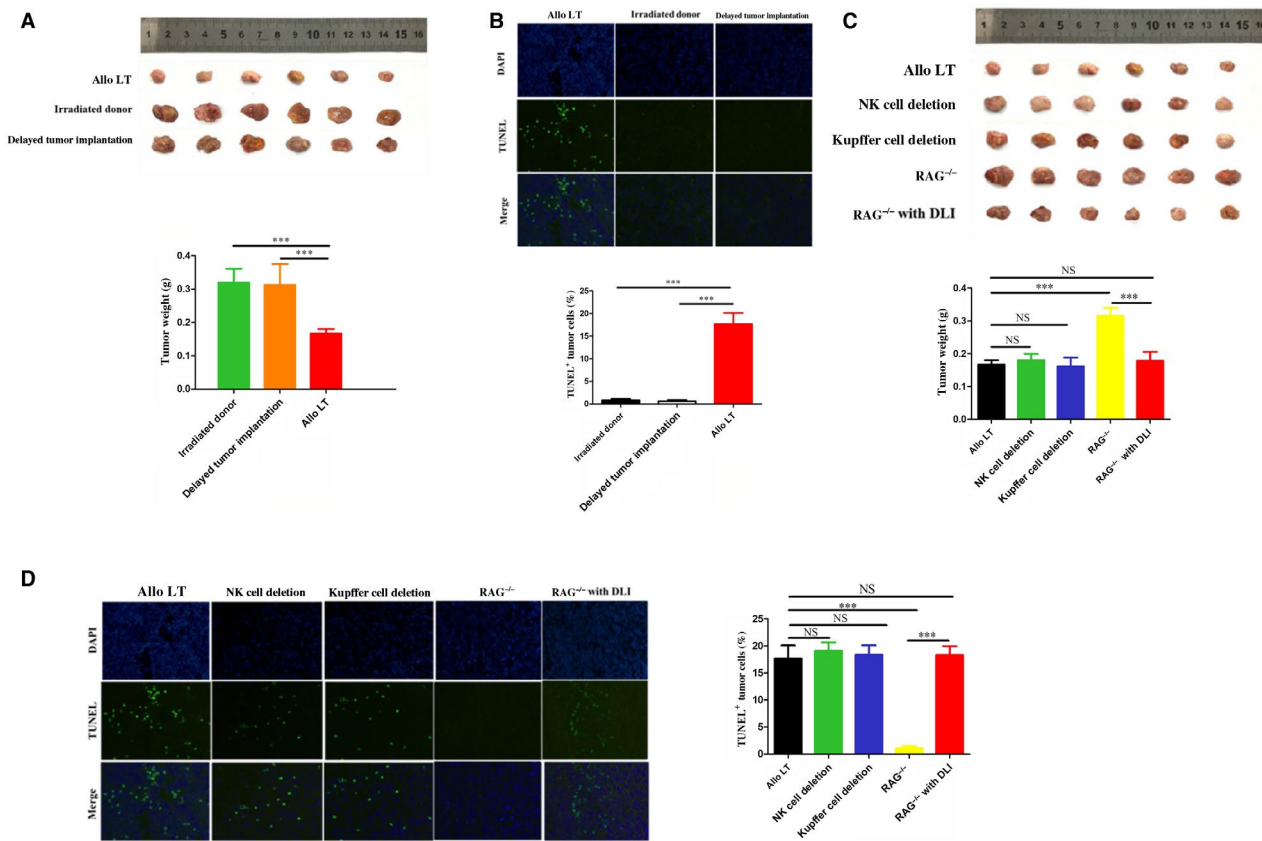 A
1 2 3 4 5 6 7 8 9 10 11 12 13 14 15 16
Allo LT
Irradiated donor
Delayed tumor implantation
***
***
Tumor weight (g)
0.4
0.3
0.2
0.1
0.0
Irradiated donor
Delayed tumor implantation
Allo LT
B
Allo LT Irradiated donor Delayed tumor implantation
DAPI
TUNEL
Merge
***
***
TUNEL+ tumor cells (%)
25
20
15
10
5
0
Irradiated donor
Delayed tumor implantation
Allo LT
C
1 2 3 4 5 6 7 8 9 10 11 12 13 14 15 16
Allo LT
NK cell deletion
Kupffer cell deletion
RAG−/−
RAG−/− with DLI
NS
***
***
NS
NS
Tumor weight (g)
0.4
0.3
0.2
0.1
0.0
Allo LT
NK cell deletion
Kupffer cell deletion
RAG−/−
RAG−/− with DLI
D
Allo LT NK cell deletion Kupffer cell deletion RAG−/− RAG−/− with DLI
DAPI
TUNEL
Merge
NS
***
NS
NS
***
TUNEL+ tumor cells (%)
25
20
15
10
5
0
Allo LT
NK cell deletion
Kupffer cell deletion
RAG−/−
RAG−/− with DLI